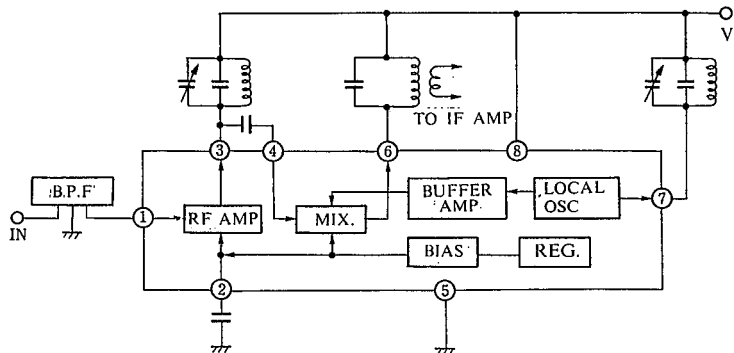 V
TO IF AMP
③ ④ ⑥ ⑧
B.P.F
IN
①
RF AMP
MIX.
BUFFER
AMP
LOCAL
OSC
⑦
BIAS
REG.
② ⑤